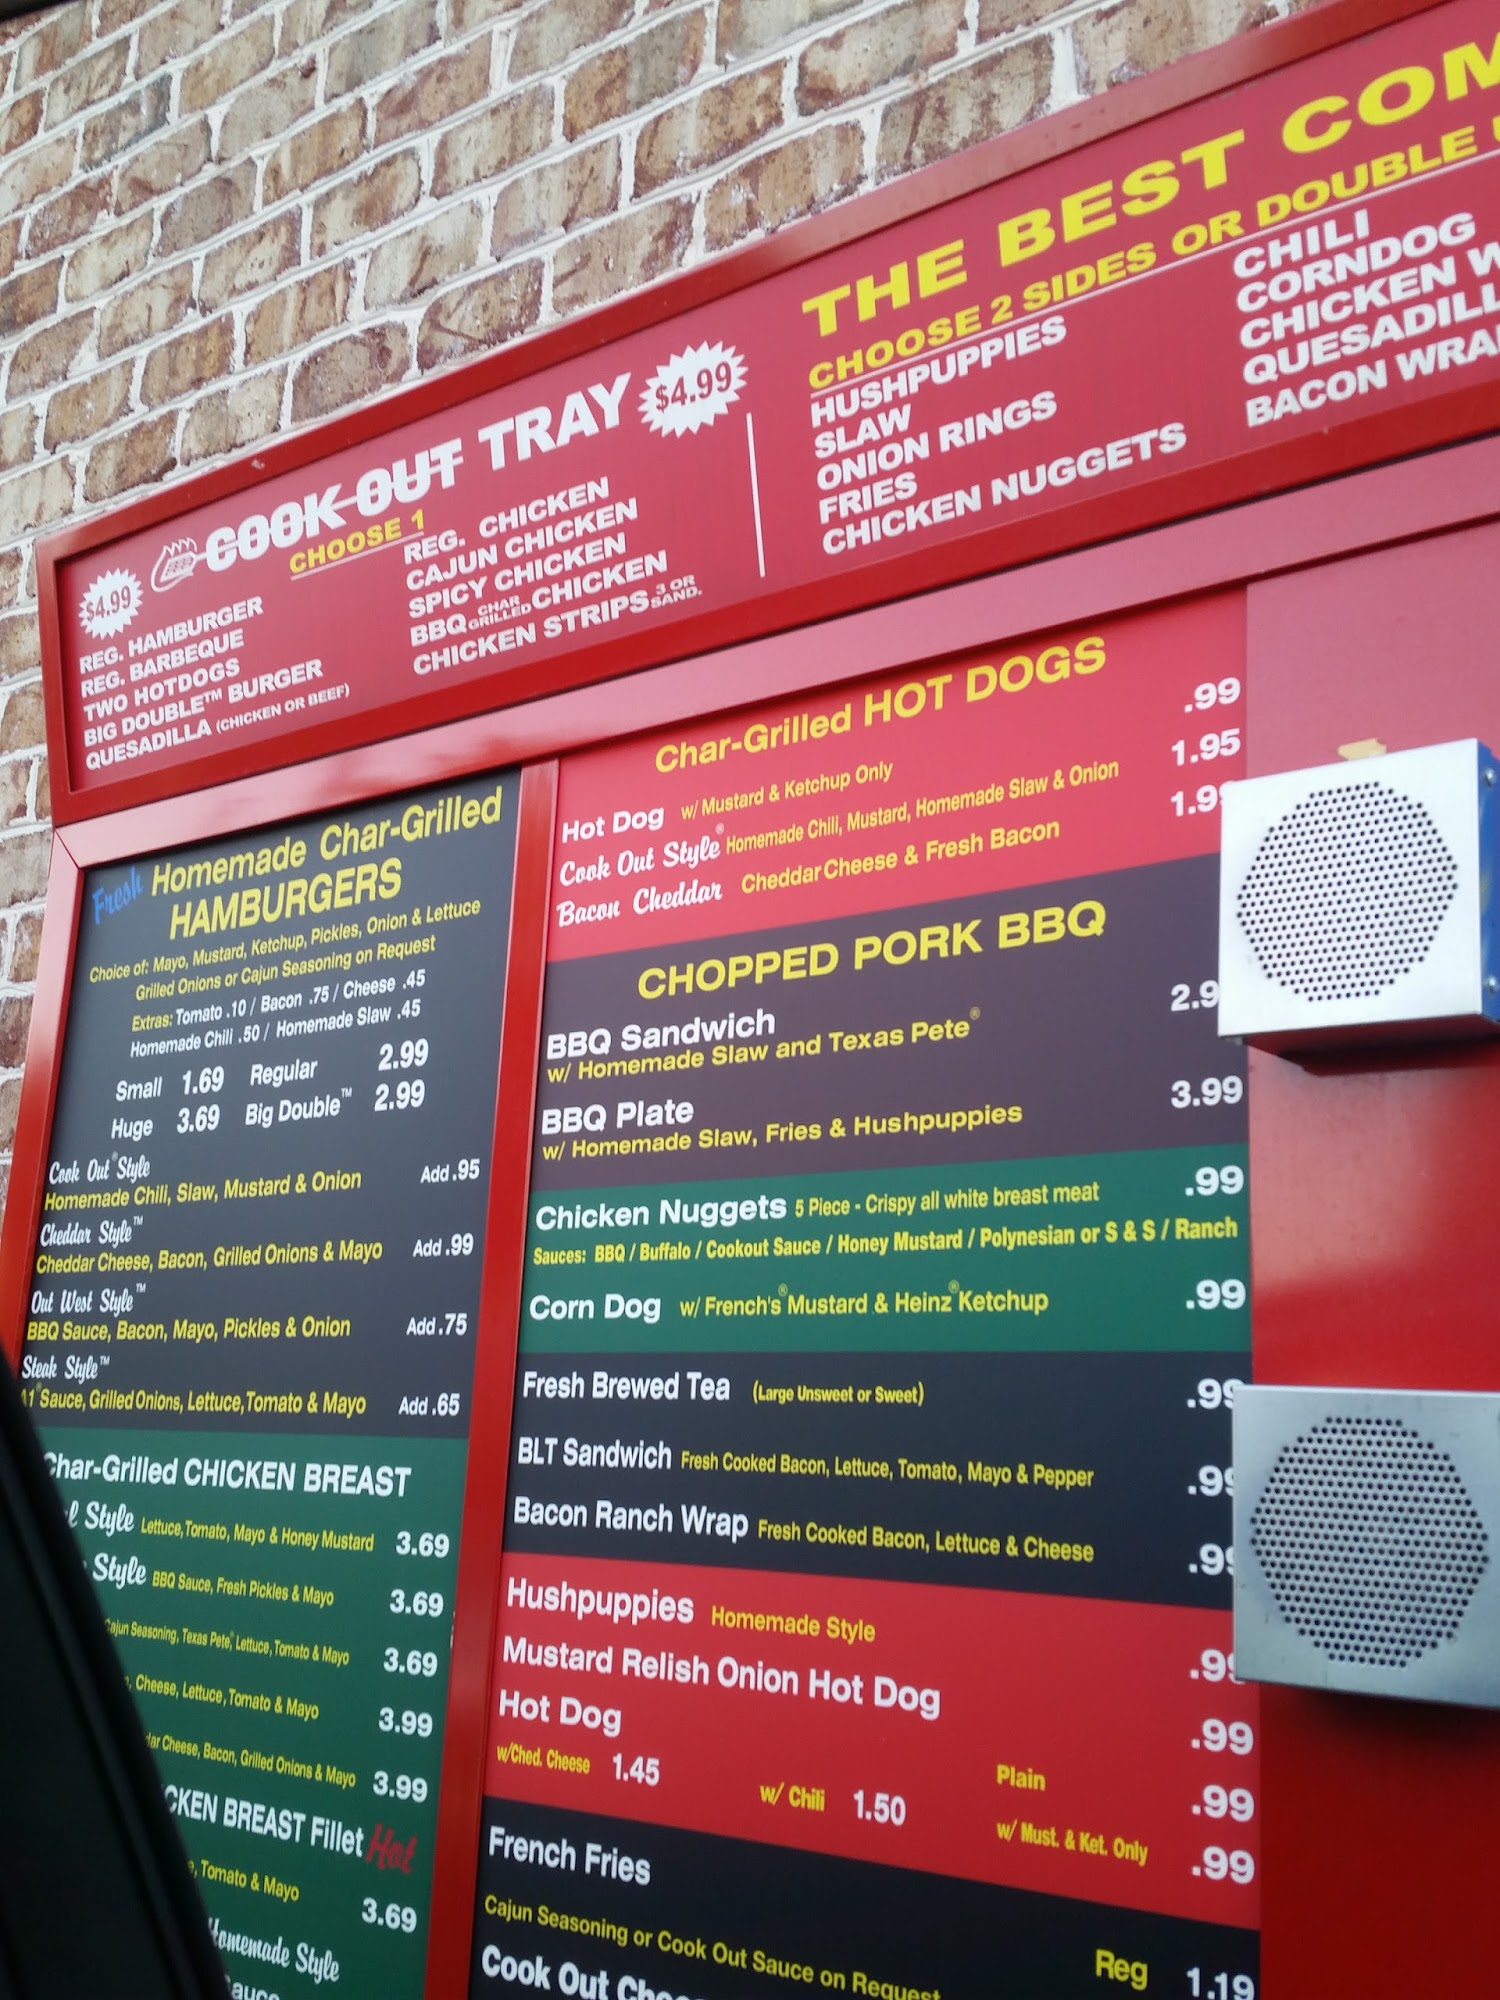 $4.99
COOK-OUT TRAY
$4.99
CHOOSE 1
REG. HAMBURGER
REG. BARBEQUE
TWO HOTDOGS
BIG DOUBLE™ BURGER
QUESADILLA (CHICKEN OR BEEF)
REG. CHICKEN
CAJUN CHICKEN
SPICY CHICKEN
BBQ CHAR GRILLED CHICKEN
CHICKEN STRIPS 3 OR SAND.
THE BEST
CHOOSE 2 SIDES OR DOUBLE
HUSHPUPPIES
SLAW
ONION RINGS
FRIES
CHICKEN NUGGETS
CHILI
CORNDOG
CHICKEN
BACON
Fresh Homemade Char-Grilled
HAMBURGERS
Choice of: Mayo, Mustard, Ketchup, Pickles, Onion & Lettuce
Grilled Onions or Cajun Seasoning on Request
Extras: Tomato .10 / Bacon .75 / Cheese .45
Homemade Chili .50 / Homemade Slaw .45
Small 1.69 Regular 2.99
Huge 3.69 Big Double™ 2.99
Cook Out® Style
Homemade Chili, Slaw, Mustard & Onion Add .95
Cheddar Style™
Cheddar Cheese, Bacon, Grilled Onions & Mayo Add .99
Out West Style™
BBQ Sauce, Bacon, Mayo, Pickles & Onion Add .75
Steak Style™
A1® Sauce, Grilled Onions, Lettuce, Tomato & Mayo Add .65
Char-Grilled CHICKEN BREAST
Style Lettuce, Tomato, Mayo & Honey Mustard 3.69
Style BBQ Sauce, Fresh Pickles & Mayo 3.69
Cajun Seasoning, Texas Pete,® Lettuce, Tomato & Mayo 3.69
Cheese, Lettuce, Tomato & Mayo 3.99
Cheese, Bacon, Grilled Onions & Mayo 3.99
BREAST Fillet Hot
Tomato & Mayo 3.69
Homemade Style
Char-Grilled HOT DOGS
Hot Dog w/ Mustard & Ketchup Only .99
Cook Out Style® Homemade Chili, Mustard, Homemade Slaw & Onion 1.95
Bacon Cheddar Cheddar Cheese & Fresh Bacon 1.99
CHOPPED PORK BBQ
BBQ Sandwich 2.9
w/ Homemade Slaw and Texas Pete®
BBQ Plate 3.99
w/ Homemade Slaw, Fries & Hushpuppies
Chicken Nuggets 5 Piece - Crispy all white breast meat .99
Sauces: BBQ / Buffalo / Cookout Sauce / Honey Mustard / Polynesian or S & S / Ranch
Corn Dog w/ French's® Mustard & Heinz® Ketchup .99
Fresh Brewed Tea (Large Unsweet or Sweet) .99
BLT Sandwich Fresh Cooked Bacon, Lettuce, Tomato, Mayo & Pepper .99
Bacon Ranch Wrap Fresh Cooked Bacon, Lettuce & Cheese .99
Hushpuppies Homemade Style .99
Mustard Relish Onion Hot Dog .99
Hot Dog Plain .99
w/Ched. Cheese 1.45 w/ Chili 1.50 w/ Must. & Ket. Only .99
French Fries Reg 1.19
Cajun Seasoning or Cook Out Sauce on Request
Cook Out